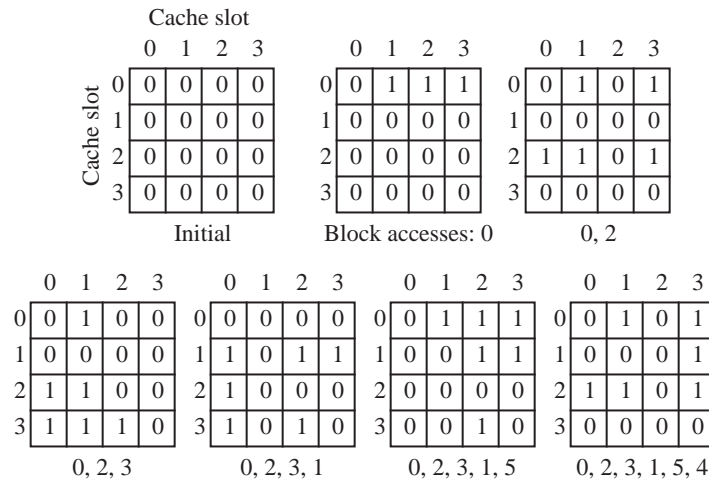 Cache slot
Cache slot
0 1 2 3
0 0 0 0 0
1 0 0 0 0
2 0 0 0 0
3 0 0 0 0
Initial
0 1 2 3
0 0 1 1 1
1 0 0 0 0
2 0 0 0 0
3 0 0 0 0
Block accesses: 0
0 1 2 3
0 0 1 0 1
1 0 0 0 0
2 1 1 0 1
3 0 0 0 0
0, 2
0 1 2 3
0 0 1 0 0
1 0 0 0 0
2 1 1 0 0
3 1 1 1 0
0, 2, 3
0 1 2 3
0 0 0 0 0
1 1 0 1 1
2 1 0 0 0
3 1 0 1 0
0, 2, 3, 1
0 1 2 3
0 0 1 1 1
1 0 0 1 1
2 0 0 0 0
3 0 0 1 0
0, 2, 3, 1, 5
0 1 2 3
0 0 1 0 1
1 0 0 0 1
2 1 1 0 1
3 0 0 0 0
0, 2, 3, 1, 5, 4